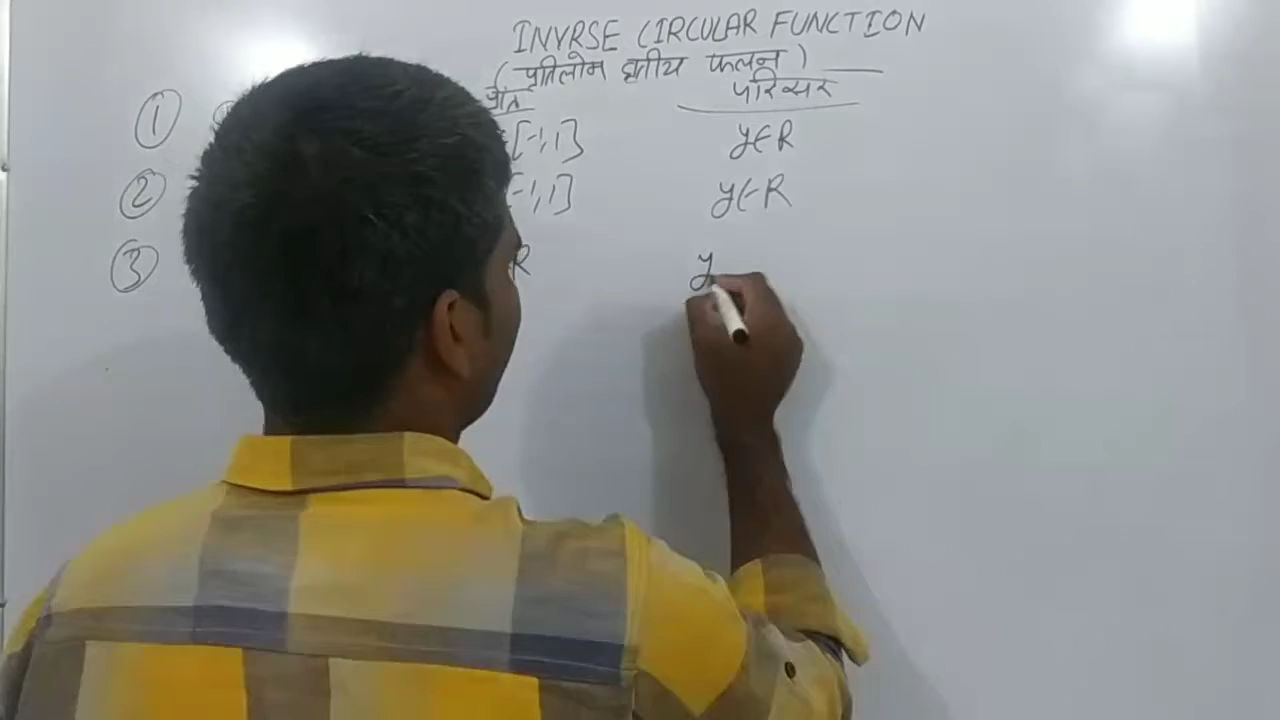 INVRSE CIRCULAR FUNCTION
(प्रतिलोम वृतीय फलन)
प्रांत परिसर
① [-1,1] y∈R
② [-1,1] y∈R
③ R y